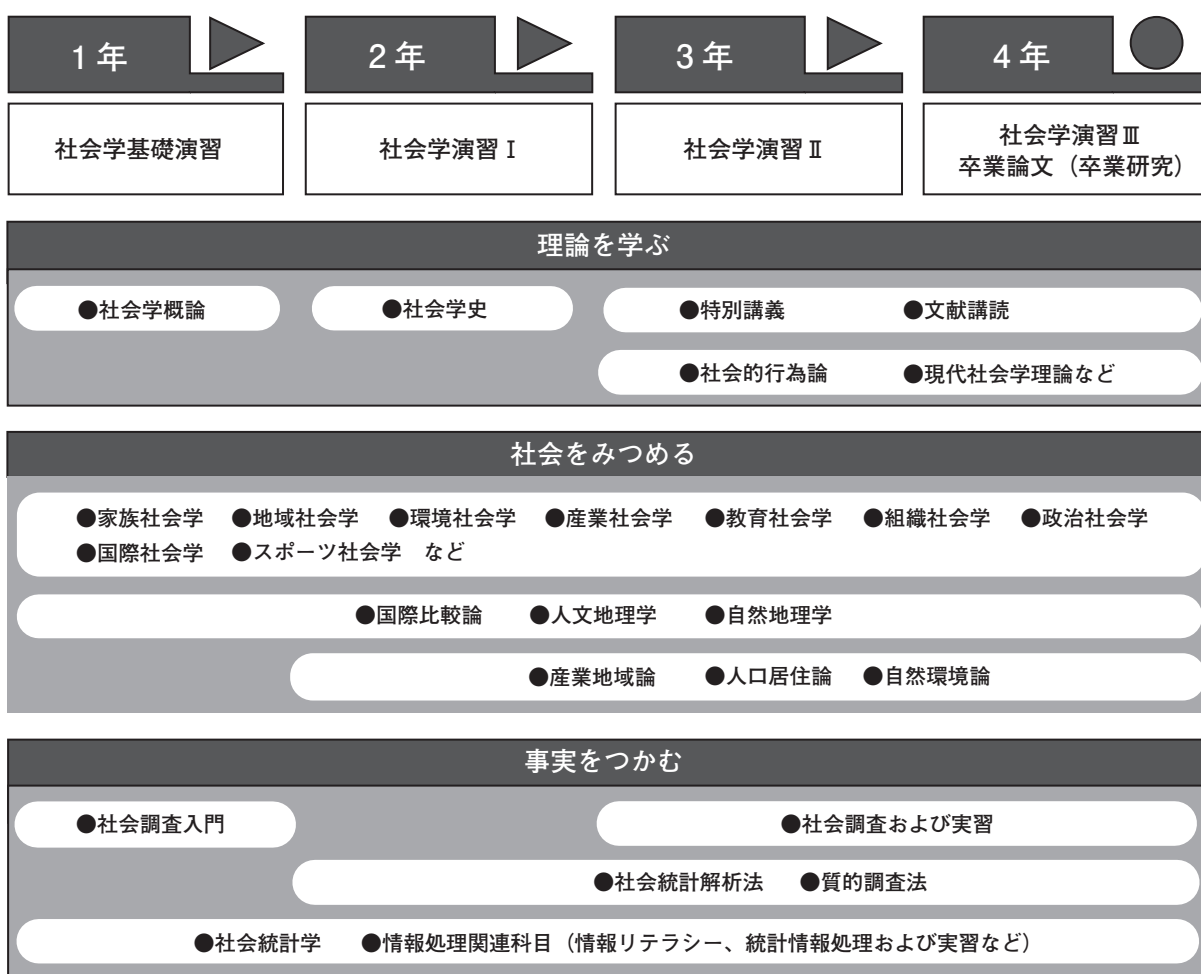 1年 2年 3年 4年
社会学基礎演習 社会学演習Ⅰ 社会学演習Ⅱ 社会学演習Ⅲ
卒業論文（卒業研究）
理論を学ぶ
●社会学概論 ●社会学史 ●特別講義 ●文献講読
●社会的行為論 ●現代社会学理論など
社会をみつめる
●家族社会学 ●地域社会学 ●環境社会学 ●産業社会学 ●教育社会学 ●組織社会学 ●政治社会学
●国際社会学 ●スポーツ社会学 など
●国際比較論 ●人文地理学 ●自然地理学
●産業地域論 ●人口居住論 ●自然環境論
事実をつかむ
●社会調査入門 ●社会調査および実習
●社会統計解析法 ●質的調査法
●社会統計学 ●情報処理関連科目（情報リテラシー、統計情報処理および実習など）